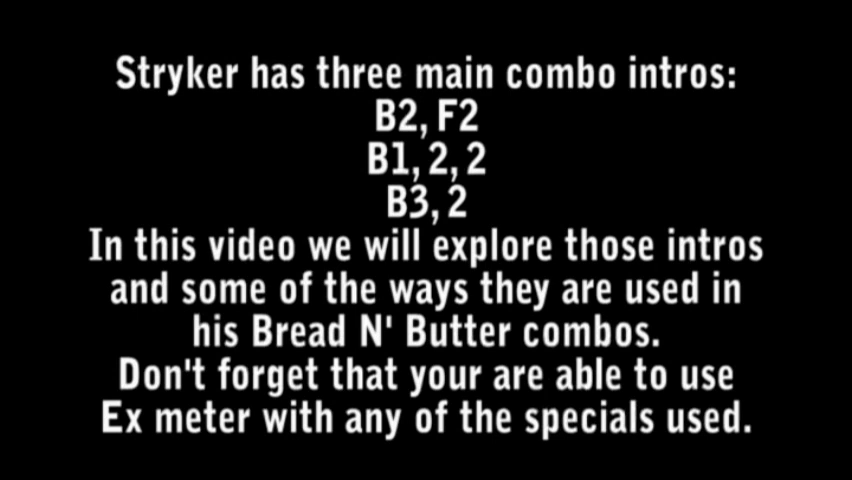 Stryker has three main combo intros:
B2, F2
B1, 2, 2
B3, 2
In this video we will explore those intros
and some of the ways they are used in
his Bread N' Butter combos.
Don't forget that your are able to use
Ex meter with any of the specials used.